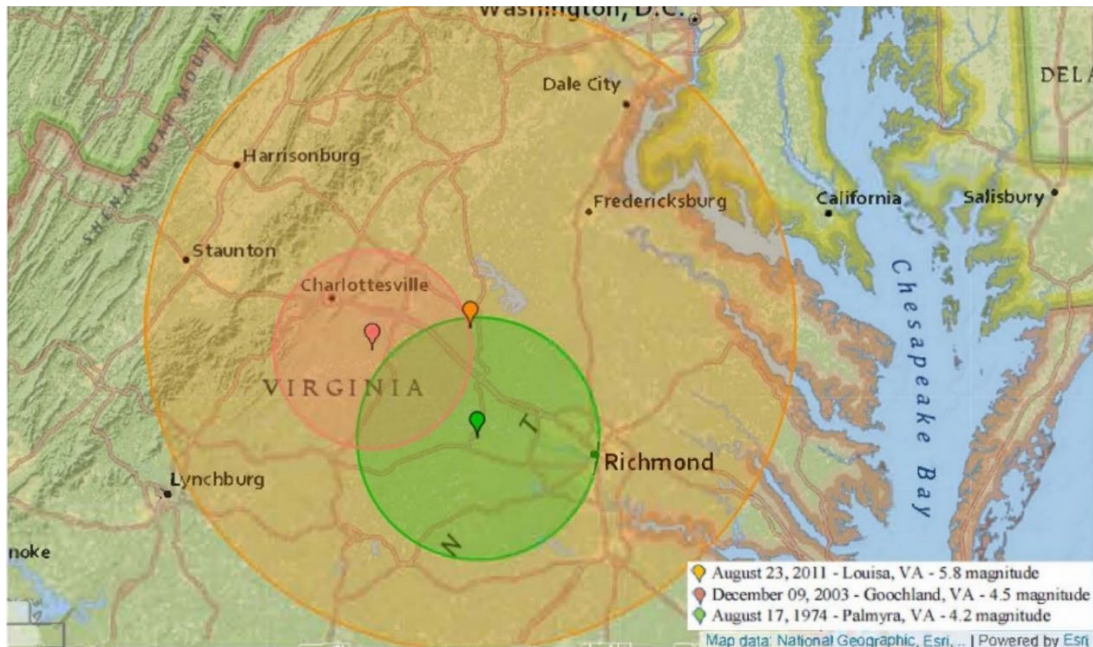 Washington, D.C.
Dale City
DELA
SHENANDOAH MOUNTAI
Harrisonburg
California
Salisbury
Fredericksburg
Staunton
Charlottesville
Chesapeake Bay
VIRGINIA
T
Richmond
Lynchburg
N
noke
August 23, 2011 - Louisa, VA - 5.8 magnitude
December 09, 2003 - Goochland, VA - 4.5 magnitude
August 17, 1974 - Palmyra, VA - 4.2 magnitude
Map data: National Geographic, Esri, .. | Powered by Esri